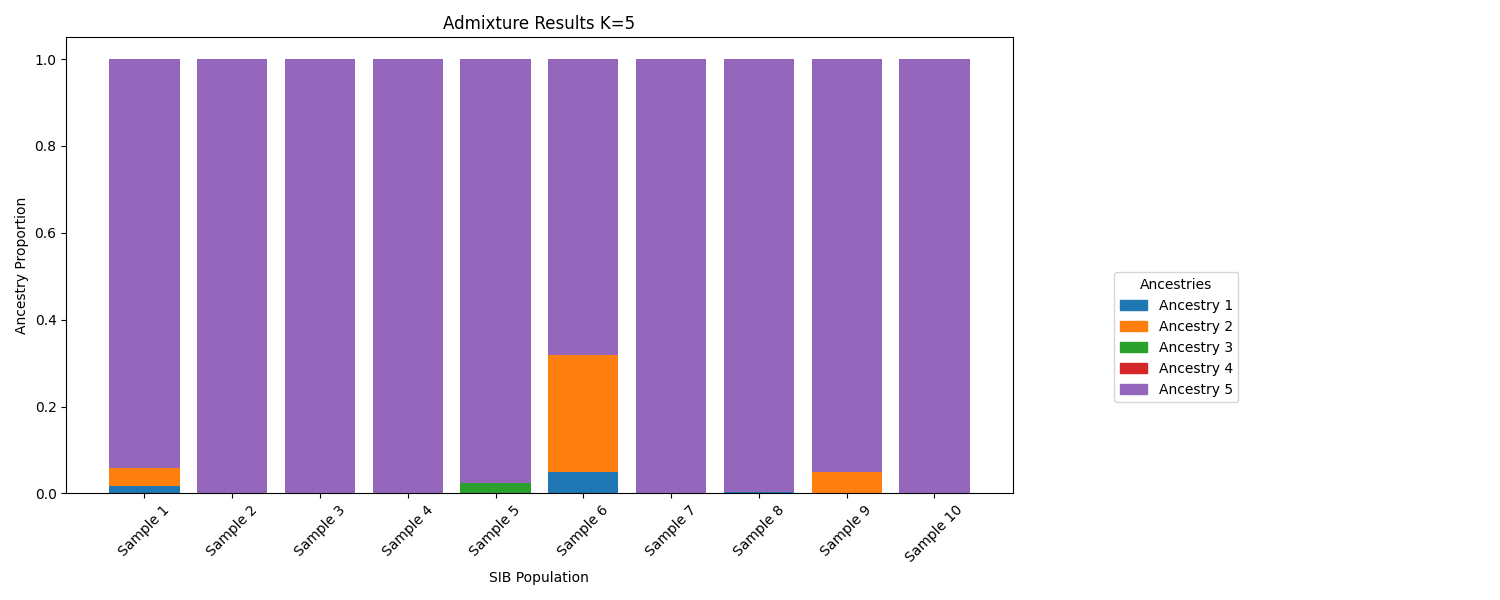 Admixture Results K=5
Ancestry Proportion
1.0
0.8
0.6
0.4
0.2
0.0
Sample 1
Sample 2
Sample 3
Sample 4
Sample 5
Sample 6
Sample 7
Sample 8
Sample 9
Sample 10
SIB Population
Ancestries
Ancestry 1
Ancestry 2
Ancestry 3
Ancestry 4
Ancestry 5